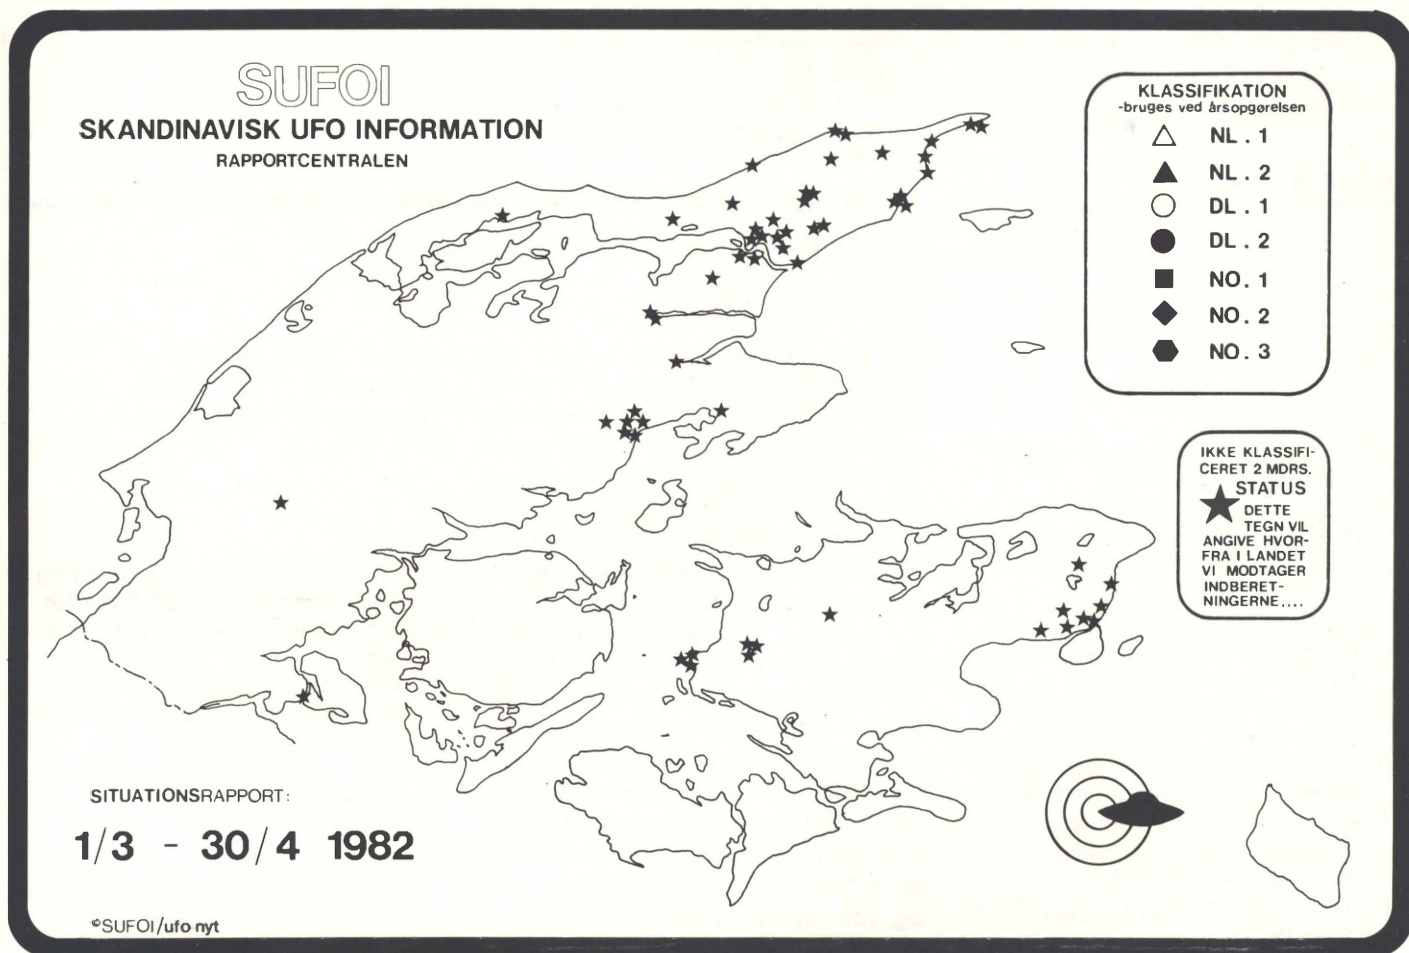 SUFOI
SKANDINAVISK UFO INFORMATION
RAPPORTCENTRALEN
KLASSIFIKATION
-bruges ved årsopgørelsen
NL . 1
NL . 2
DL . 1
DL . 2
NO . 1
NO . 2
NO . 3
IKKE KLASSIFI-
CERET 2 MDRS.
STATUS
DETTE
TEGN VIL
ANGIVE HVOR-
FRA I LANDET
VI MODTAGER
INDBERET-
NINGERNE....
SITUATIONSRAPPORT:
1/3 - 30/4 1982
©SUFOI/ufo nyt